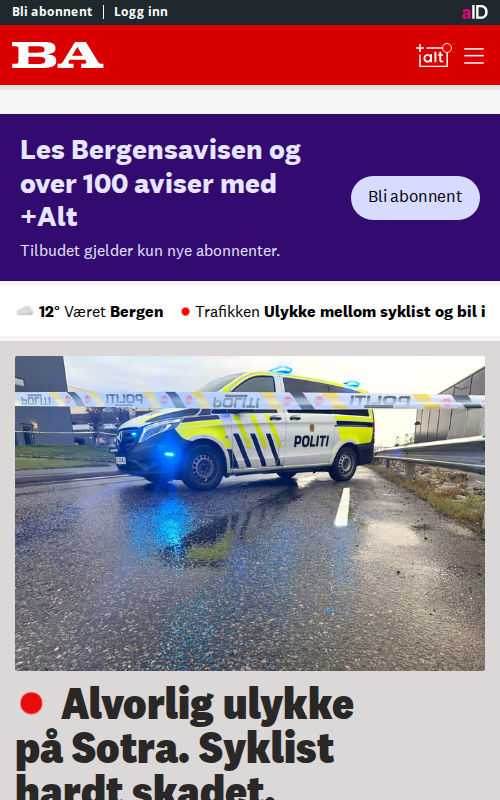 Bli abonnent | Logg inn
aID
BA
+alt
Les Bergensavisen og
over 100 aviser med
+Alt
Bli abonnent
Tilbudet gjelder kun nye abonnenter.
12° Været Bergen
Trafikken Ulykke mellom syklist og bil i
POLITI POLITI POLITI POLITI
POLITI
Alvorlig ulykke
på Sotra. Syklist
hardt skadet.